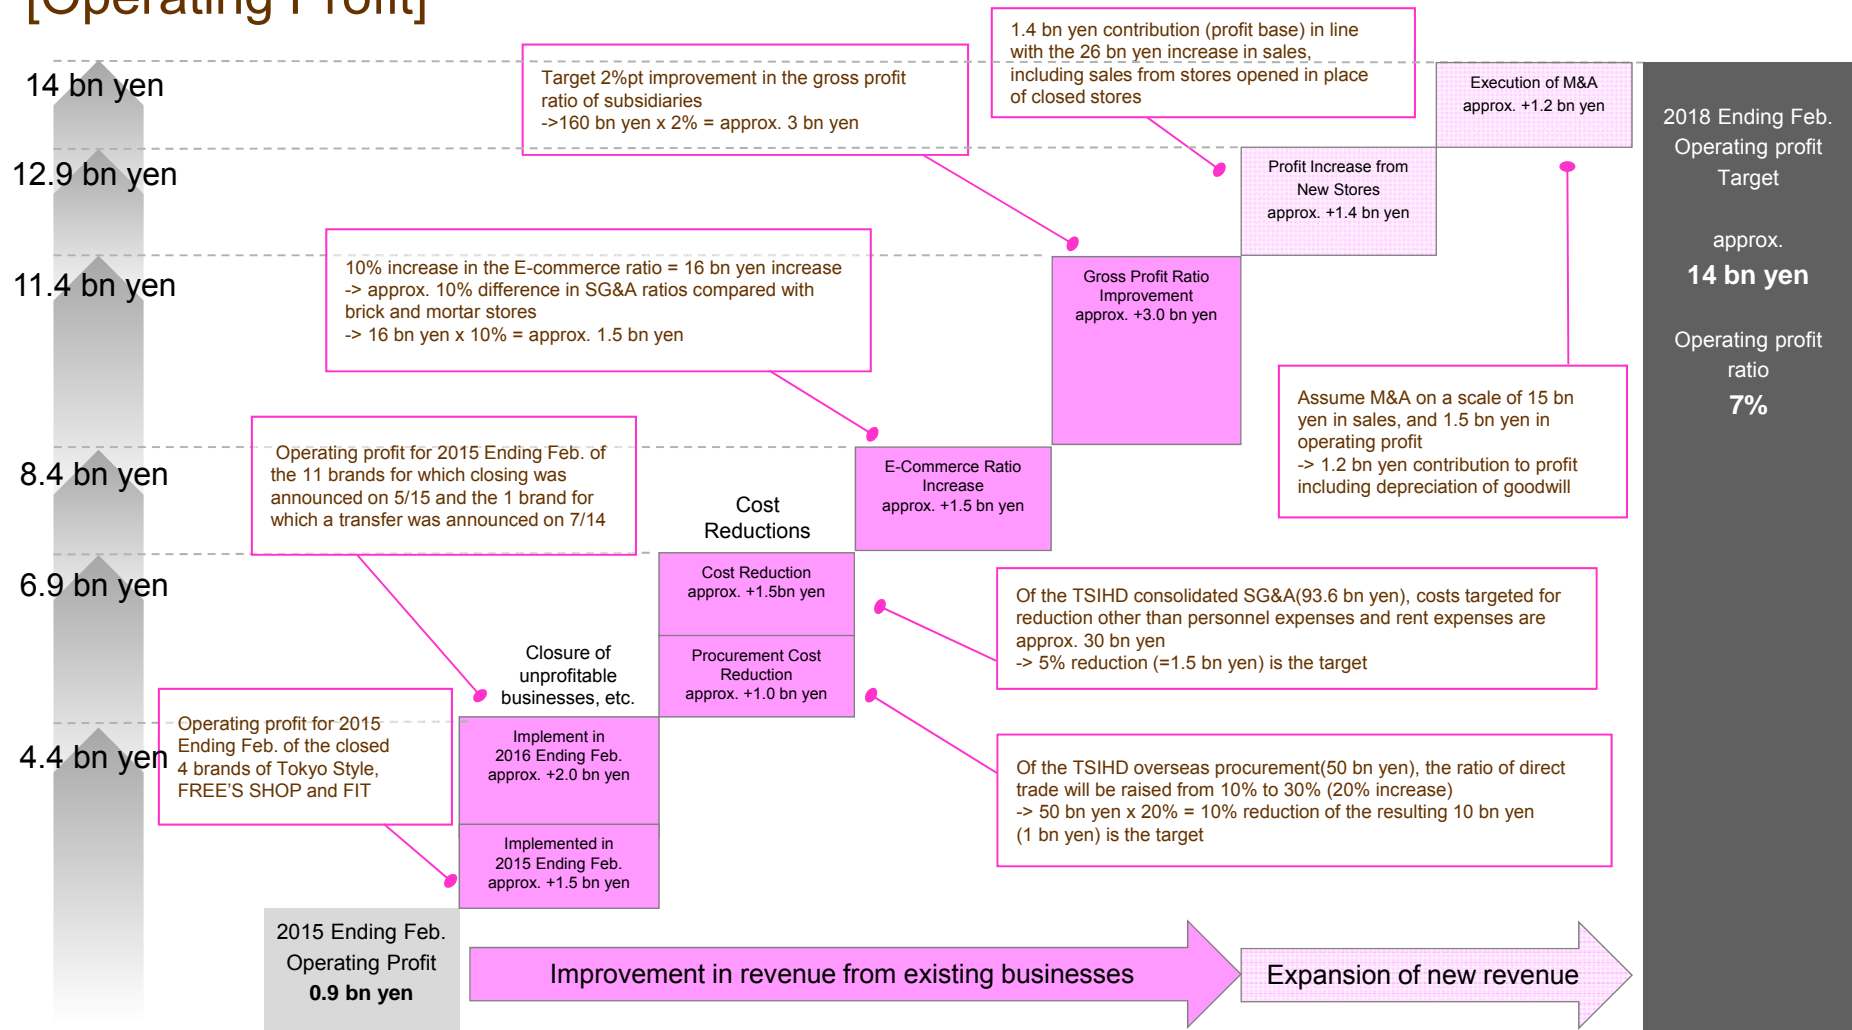 [Operating Profit]
14 bn yen
12.9 bn yen
11.4 bn yen
8.4 bn yen
6.9 bn yen
4.4 bn yen
1.4 bn yen contribution (profit base) in line
with the 26 bn yen increase in sales,
including sales from stores opened in place
of closed stores
Target 2%pt improvement in the gross profit
ratio of subsidiaries
->160 bn yen x 2% = approx. 3 bn yen
Execution of M&A
approx. +1.2 bn yen
Profit Increase from
New Stores
approx. +1.4 bn yen
10% increase in the E-commerce ratio = 16 bn yen increase
-> approx. 10% difference in SG&A ratios compared with
brick and mortar stores
-> 16 bn yen x 10% = approx. 1.5 bn yen
Gross Profit Ratio
Improvement
approx. +3.0 bn yen
Assume M&A on a scale of 15 bn
yen in sales, and 1.5 bn yen in
operating profit
-> 1.2 bn yen contribution to profit
including depreciation of goodwill
Operating profit for 2015 Ending Feb. of
the 11 brands for which closing was
announced on 5/15 and the 1 brand for
which a transfer was announced on 7/14
Cost
Reductions
E-Commerce Ratio
Increase
approx. +1.5 bn yen
Cost Reduction
approx. +1.5bn yen
Procurement Cost
Reduction
approx. +1.0 bn yen
Of the TSIHD consolidated SG&A(93.6 bn yen), costs targeted for
reduction other than personnel expenses and rent expenses are
approx. 30 bn yen
-> 5% reduction (=1.5 bn yen) is the target
Closure of
unprofitable
businesses, etc.
Operating profit for 2015
Ending Feb. of the closed
4 brands of Tokyo Style,
FREE'S SHOP and FIT
Implement in
2016 Ending Feb.
approx. +2.0 bn yen
Implemented in
2015 Ending Feb.
approx. +1.5 bn yen
Of the TSIHD overseas procurement(50 bn yen), the ratio of direct
trade will be raised from 10% to 30% (20% increase)
-> 50 bn yen x 20% = 10% reduction of the resulting 10 bn yen
(1 bn yen) is the target
2015 Ending Feb.
Operating Profit
0.9 bn yen
Improvement in revenue from existing businesses
Expansion of new revenue
2018 Ending Feb.
Operating profit
Target
approx.
14 bn yen
Operating profit
ratio
7%